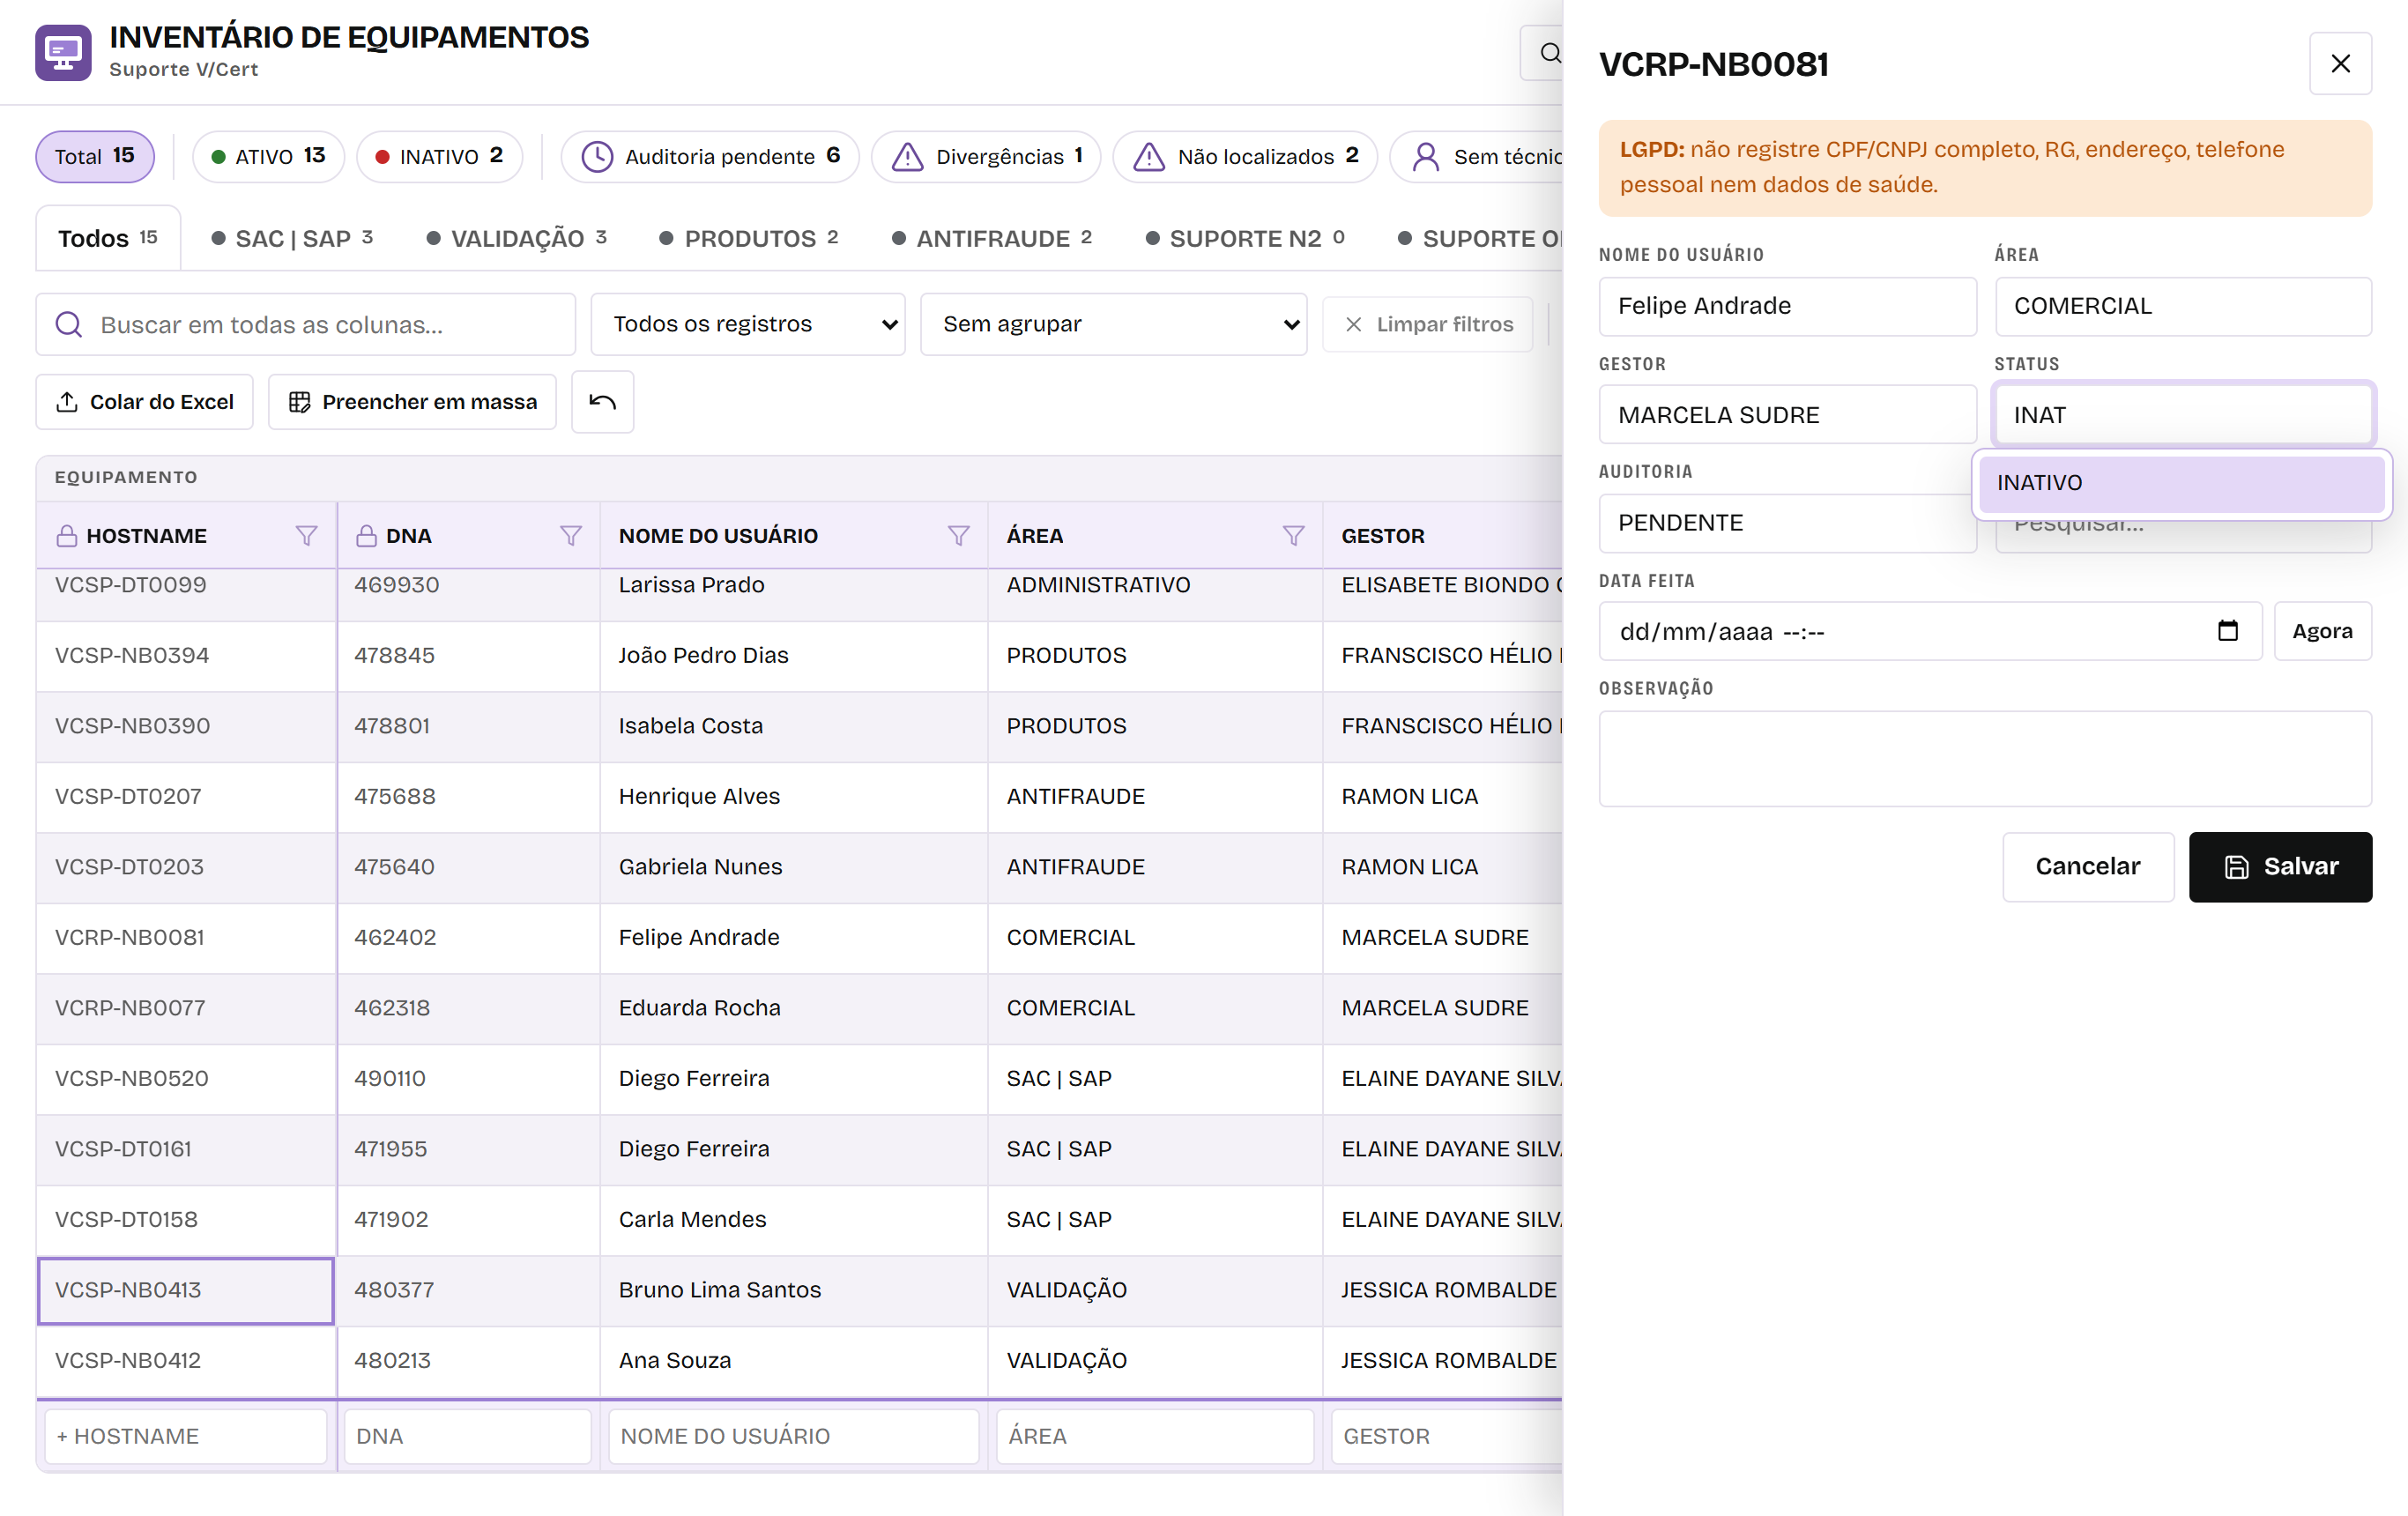 INVENTÁRIO DE EQUIPAMENTOS
Suporte V/Cert
Total 15
ATIVO 13
INATIVO 2
Auditoria pendente 6
Divergências 1
Não localizados 2
Sem técnic
Todos 15
SAC | SAP 3
VALIDAÇÃO 3
PRODUTOS 2
ANTIFRAUDE 2
SUPORTE N2 0
SUPORTE
Buscar em todas as colunas...
Todos os registros
Sem agrupar
Limpar filtros
Colar do Excel
Preencher em massa
EQUIPAMENTO
HOSTNAME DNA NOME DO USUÁRIO ÁREA GESTOR
VCSP-DT0099 469930 Larissa Prado ADMINISTRATIVO ELISABETE BIONDO
VCSP-NB0394 478845 João Pedro Dias PRODUTOS FRANSCISCO HÉLIO
VCSP-NB0390 478801 Isabela Costa PRODUTOS FRANSCISCO HÉLIO
VCSP-DT0207 475688 Henrique Alves ANTIFRAUDE RAMON LICA
VCSP-DT0203 475640 Gabriela Nunes ANTIFRAUDE RAMON LICA
VCRP-NB0081 462402 Felipe Andrade COMERCIAL MARCELA SUDRE
VCRP-NB0077 462318 Eduarda Rocha COMERCIAL MARCELA SUDRE
VCSP-NB0520 490110 Diego Ferreira SAC | SAP ELAINE DAYANE SILV
VCSP-DT0161 471955 Diego Ferreira SAC | SAP ELAINE DAYANE SILV
VCSP-DT0158 471902 Carla Mendes SAC | SAP ELAINE DAYANE SILV
VCSP-NB0413 480377 Bruno Lima Santos VALIDAÇÃO JESSICA ROMBALDE
VCSP-NB0412 480213 Ana Souza VALIDAÇÃO JESSICA ROMBALDE
+ HOSTNAME DNA NOME DO USUÁRIO ÁREA GESTOR
VCRP-NB0081
LGPD: não registre CPF/CNPJ completo, RG, endereço, telefone
pessoal nem dados de saúde.
NOME DO USUÁRIO
Felipe Andrade
ÁREA
COMERCIAL
GESTOR
MARCELA SUDRE
STATUS
INAT
INATIVO
AUDITORIA
PENDENTE
Pesquisar...
DATA FEITA
dd/mm/aaaa --:--
Agora
OBSERVAÇÃO
Cancelar
Salvar